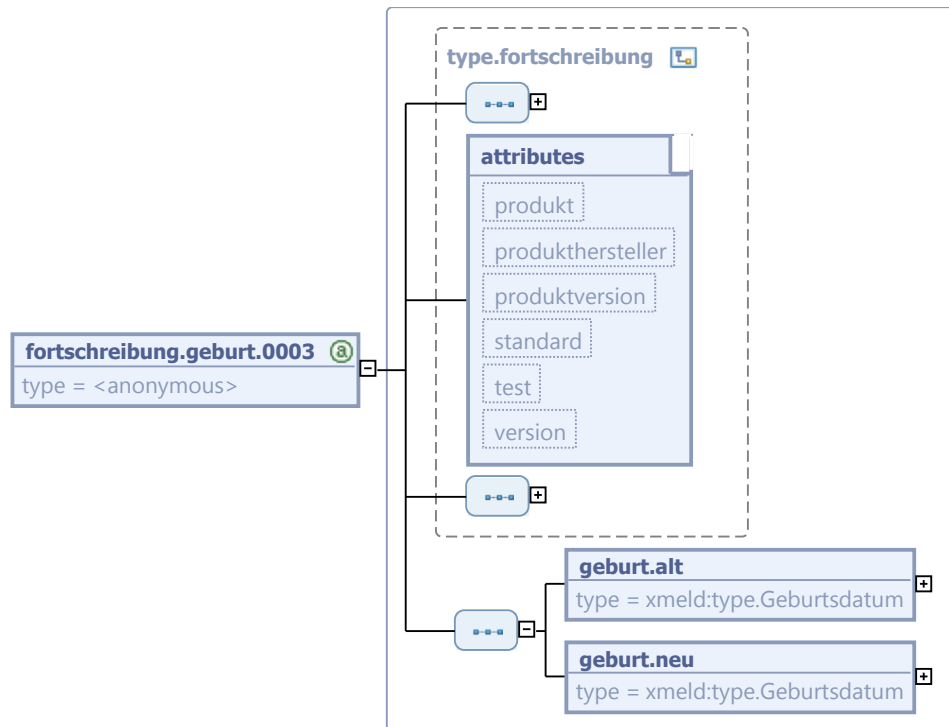 type.fortschreibung
attributes
produkt
produkthersteller
produktversion
standard
test
version
fortschreibung.geburt.0003 a
type = <anonymous>
geburt.alt
type = xmeld:type.Geburtsdatum
geburt.neu
type = xmeld:type.Geburtsdatum